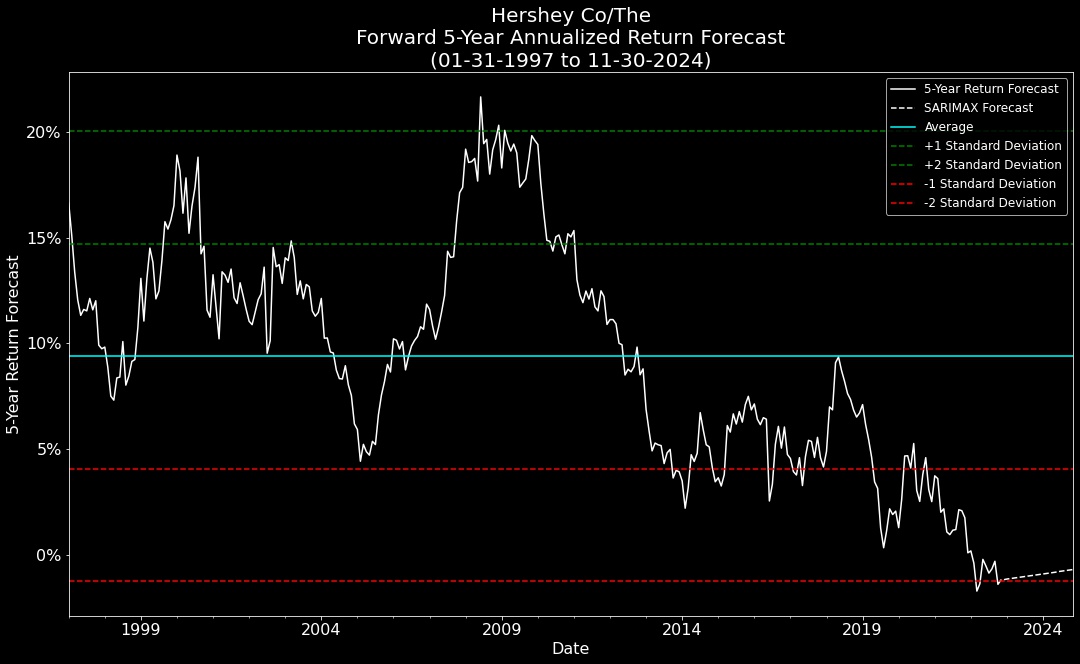 Hershey Co/The
Forward 5-Year Annualized Return Forecast
(01-31-1997 to 11-30-2024)
5-Year Return Forecast
SARIMAX Forecast
Average
+1 Standard Deviation
+2 Standard Deviation
-1 Standard Deviation
-2 Standard Deviation
5-Year Return Forecast
20%
15%
10%
5%
0%
1999
2004
2009
2014
2019
2024
Date